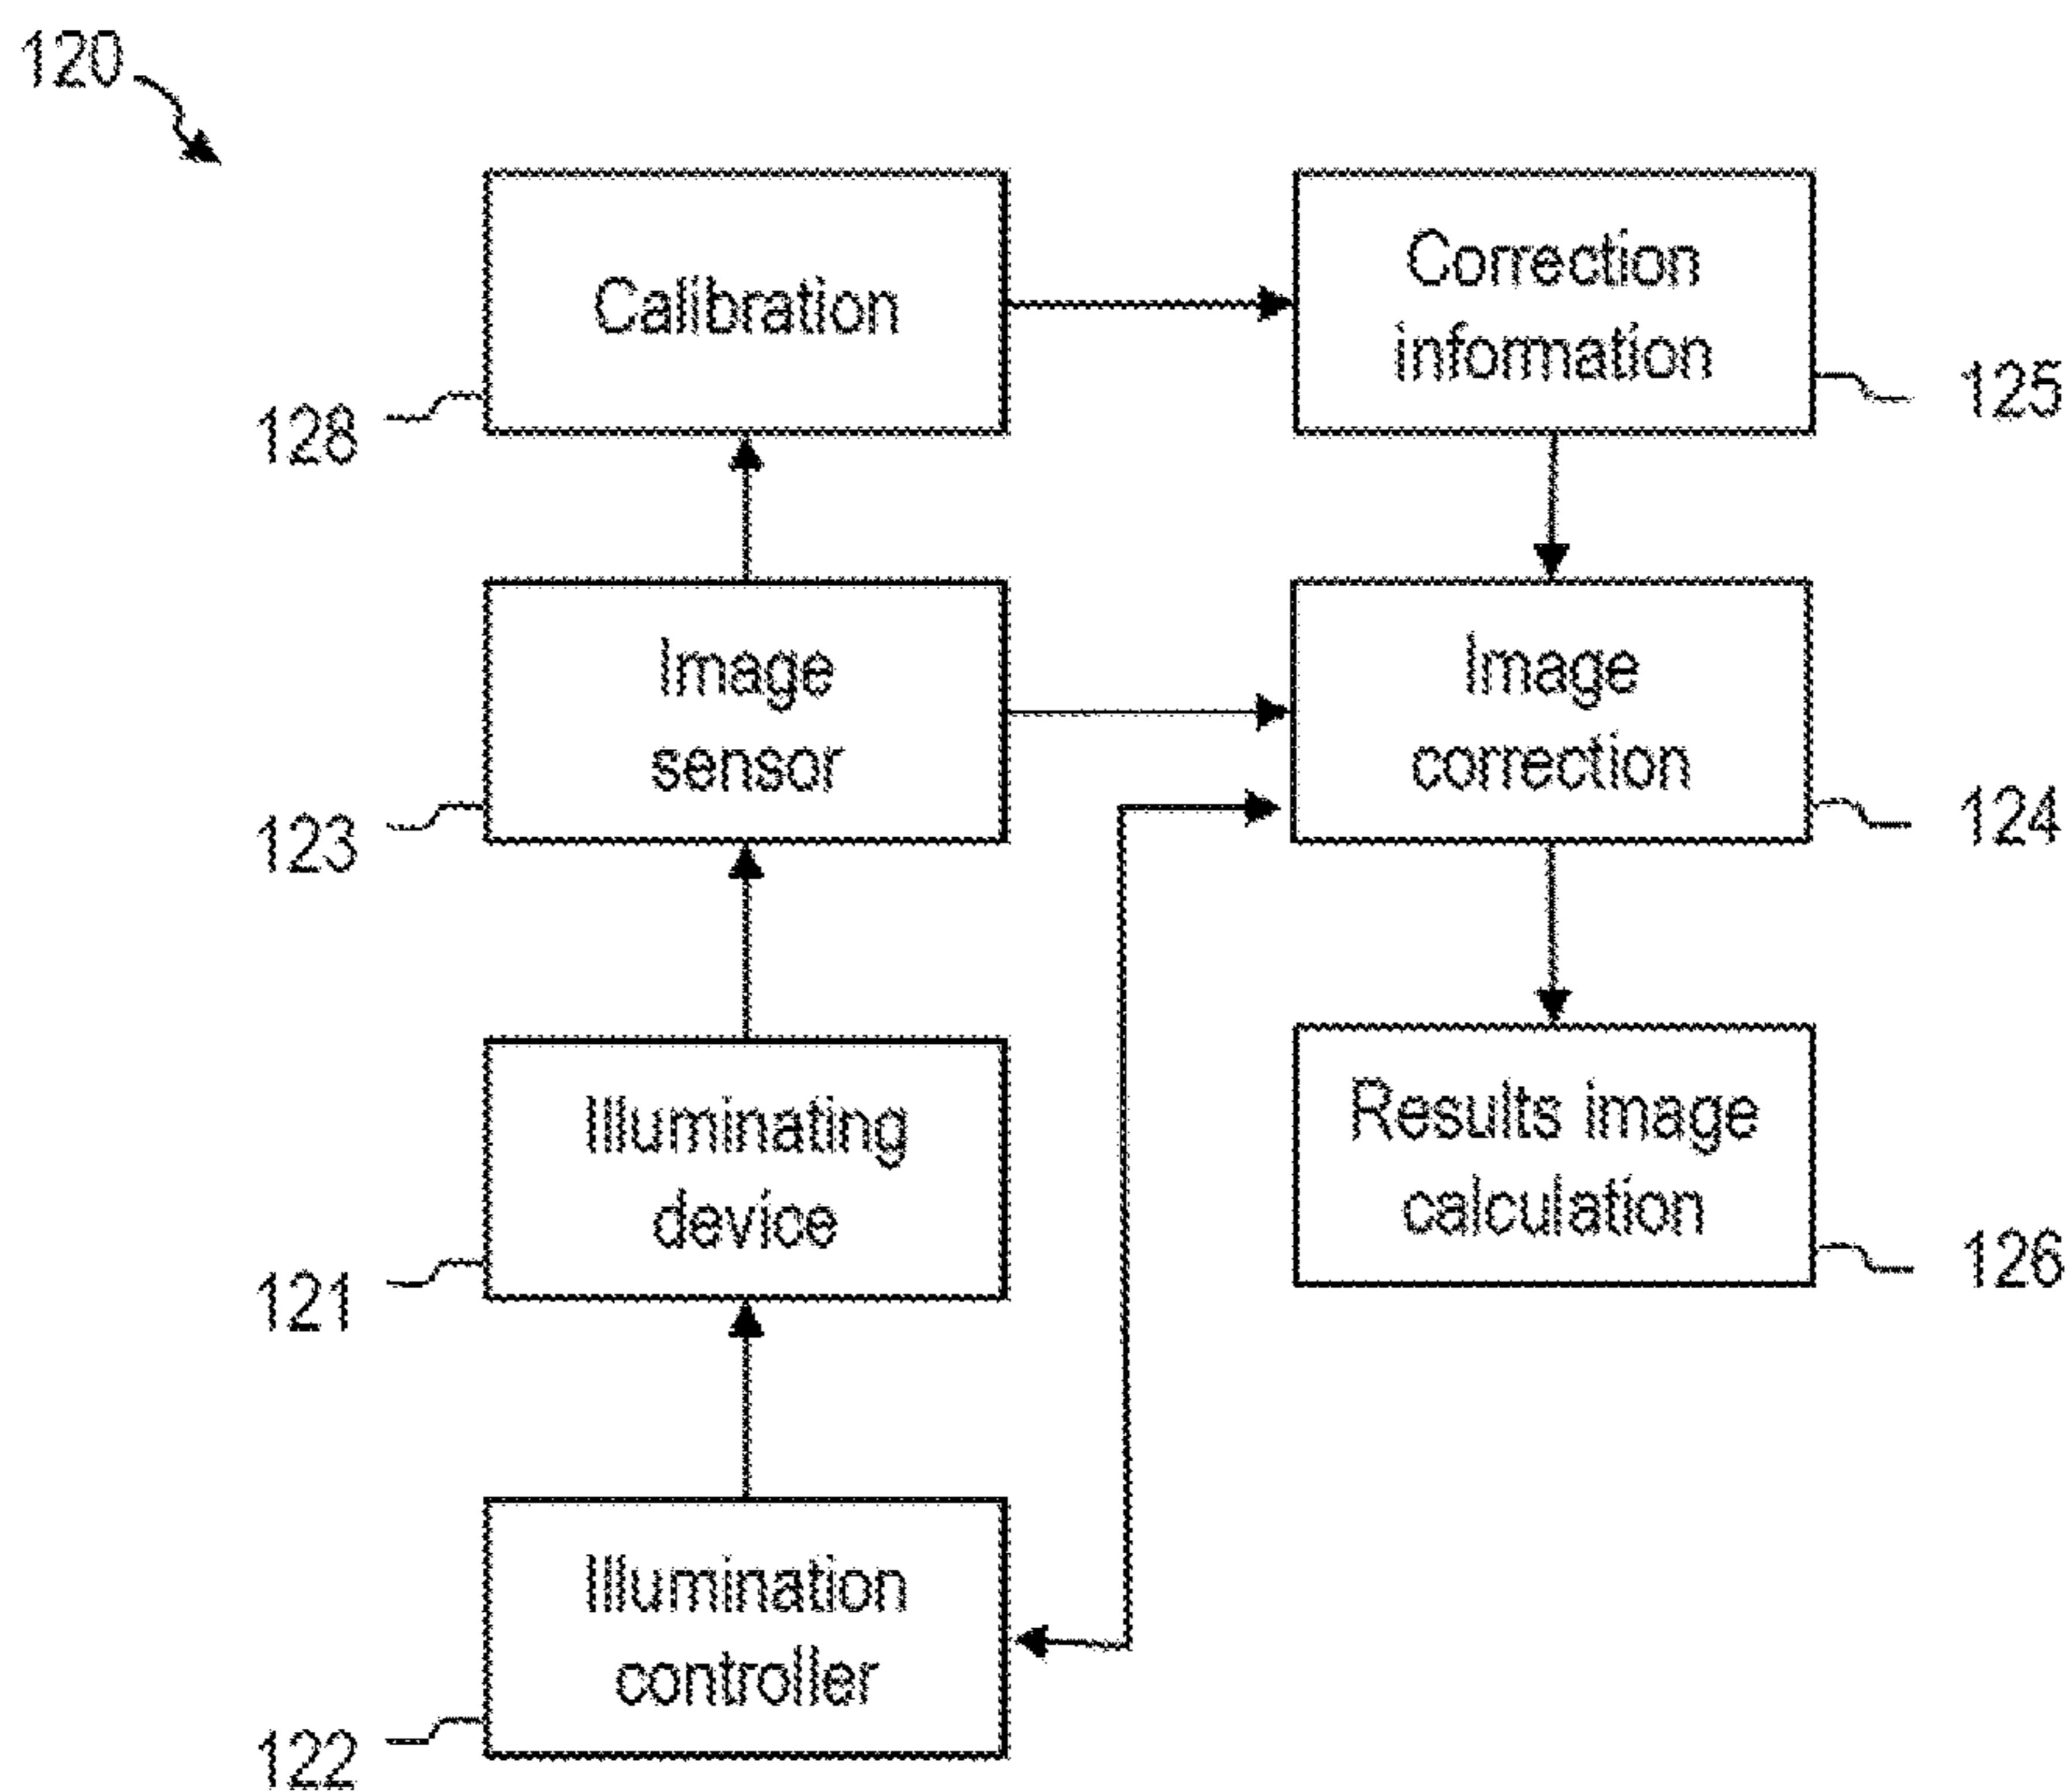 120
Calibration
128
Correction
information
125
Image
sensor
123
Image
correction
124
Illuminating
device
121
Results image
calculation
126
Illumination
controller
122